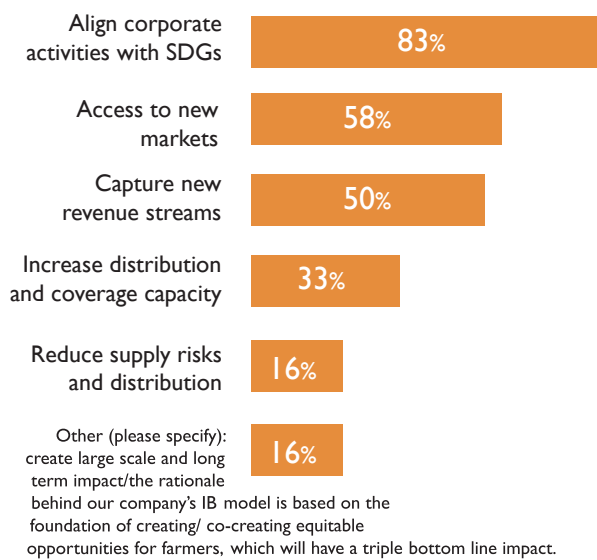 Align corporate
activities with SDGs
83%
Access to new
markets
58%
Capture new
revenue streams
50%
Increase distribution
and coverage capacity
33%
Reduce supply risks
and distribution
16%
Other (please specify):
create large scale and long
term impact/the rationale
behind our company's IB model is based on the
foundation of creating/ co-creating equitable
opportunities for farmers, which will have a triple bottom line impact.
16%